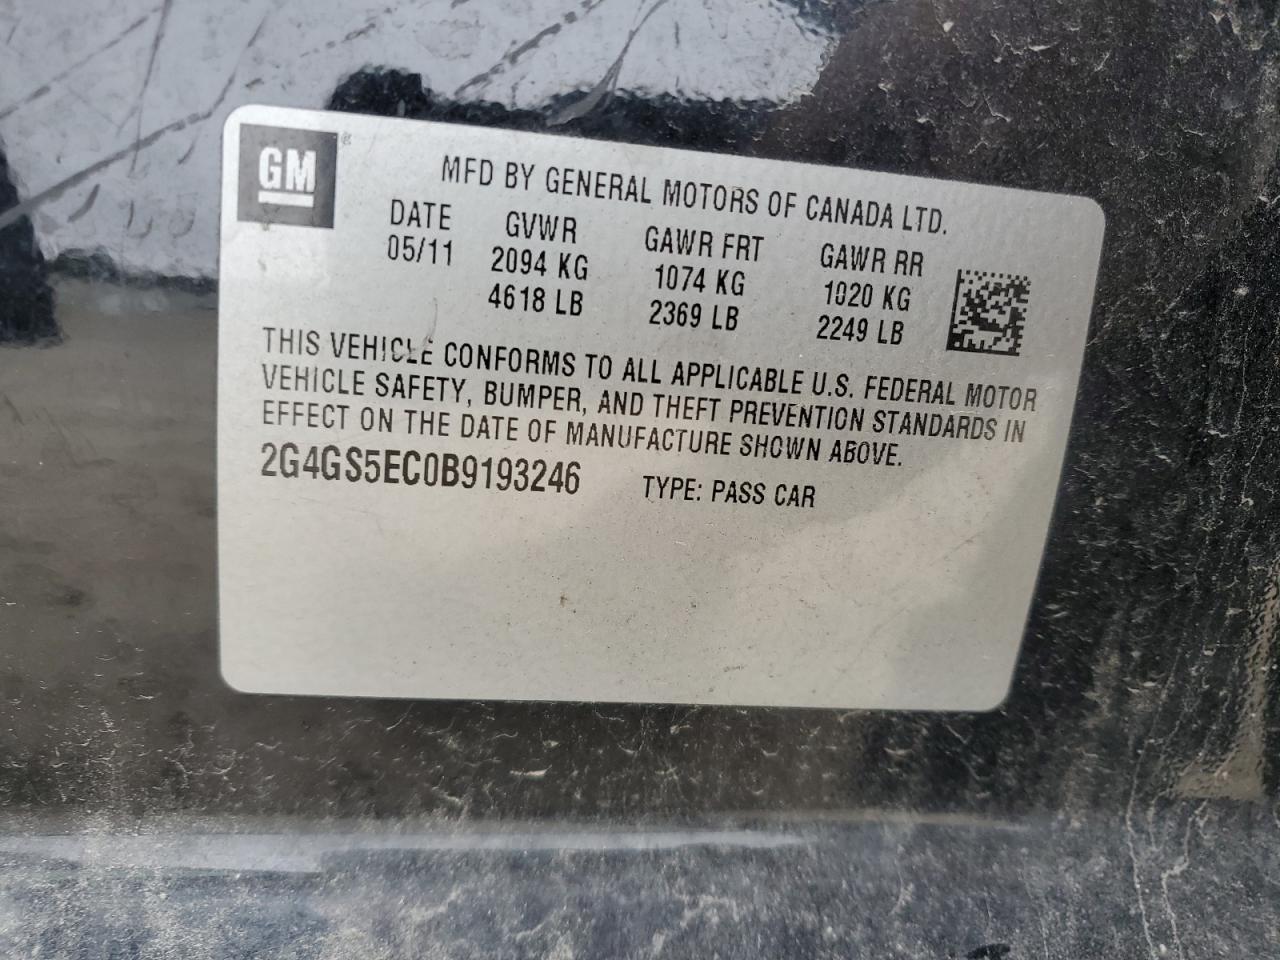 GM ®
MFD BY GENERAL MOTORS OF CANADA LTD.
DATE GVWR GAWR FRT GAWR RR
05/11 2094 KG 1074 KG 1020 KG
4618 LB 2369 LB 2249 LB
THIS VEHICLE CONFORMS TO ALL APPLICABLE U.S. FEDERAL MOTOR
VEHICLE SAFETY, BUMPER, AND THEFT PREVENTION STANDARDS IN
EFFECT ON THE DATE OF MANUFACTURE SHOWN ABOVE.
2G4GS5EC0B9193246 TYPE: PASS CAR